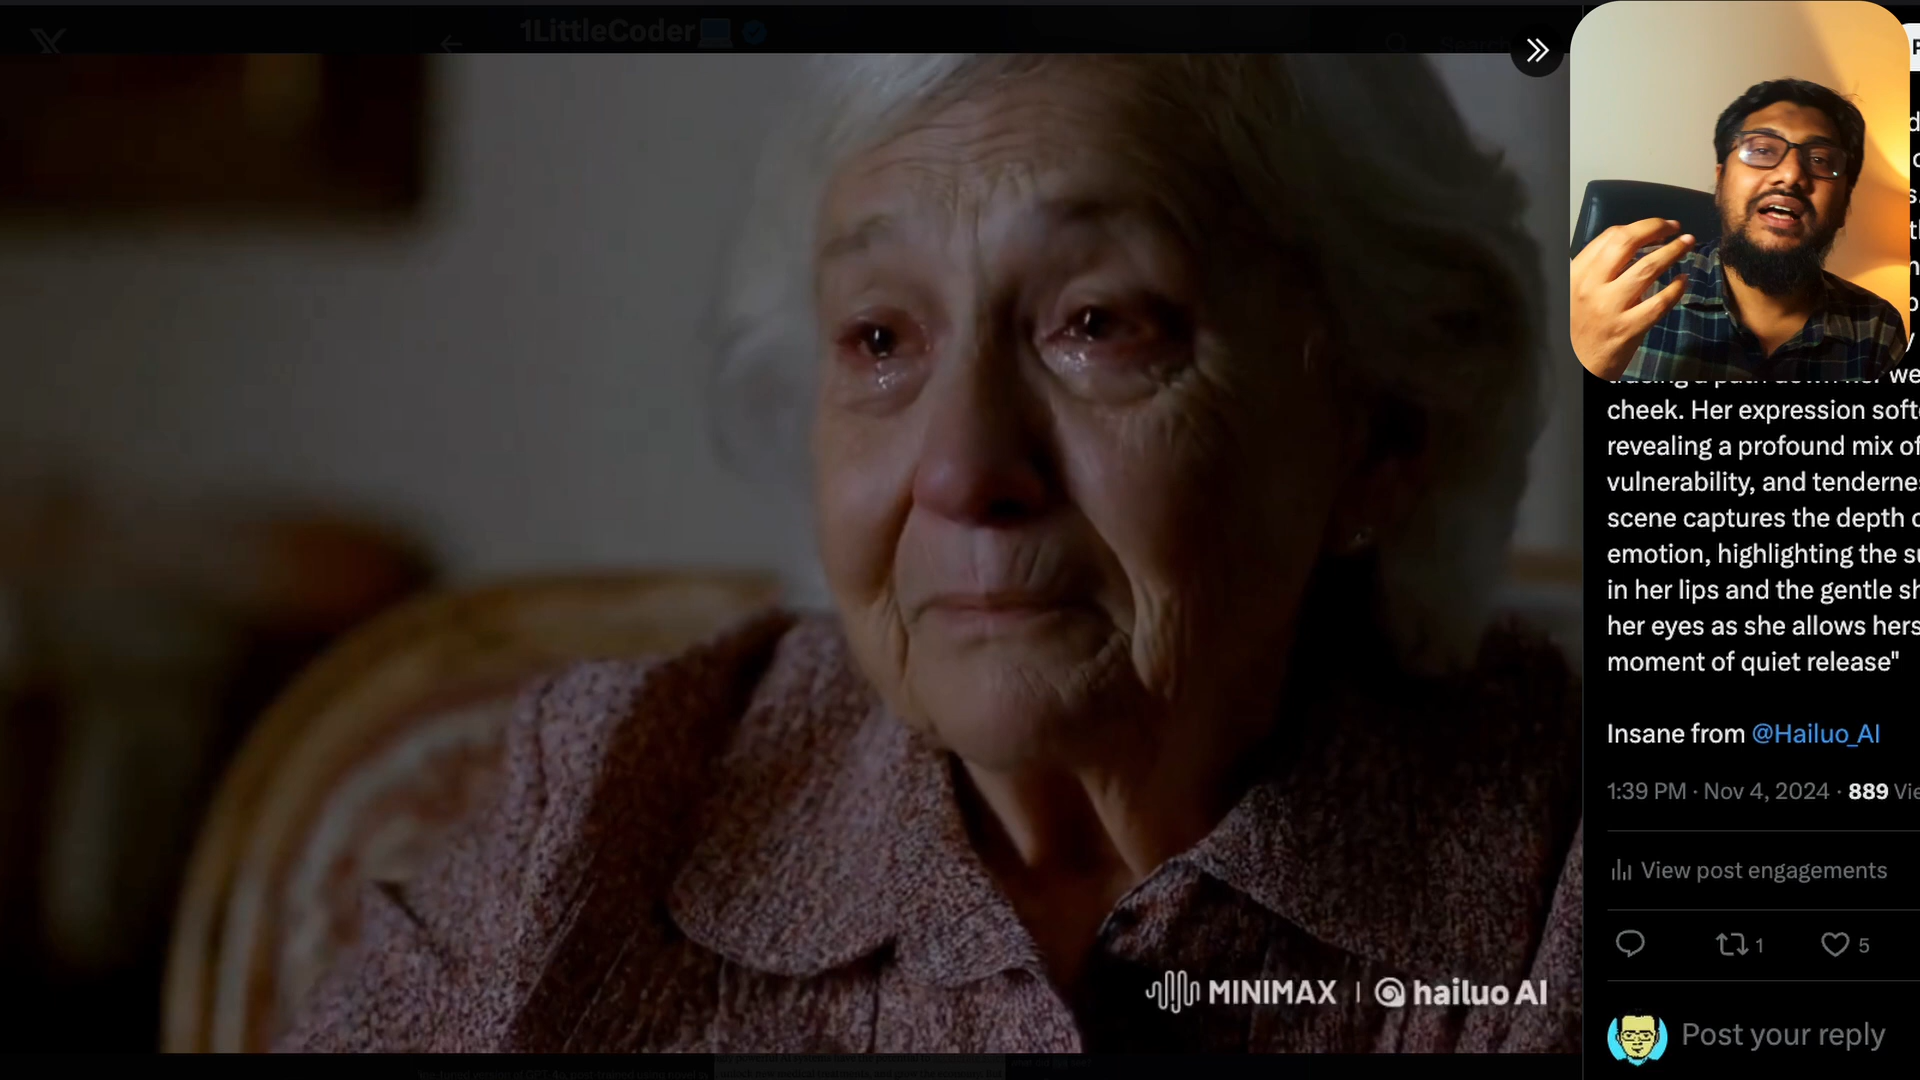 1LittleCoder
Search
cheek. Her expression soft
revealing a profound mix of
vulnerability, and tendernes
scene captures the depth o
emotion, highlighting the su
in her lips and the gentle sh
her eyes as she allows hers
moment of quiet release"
Insane from @Hailuo_AI
1:39 PM · Nov 4, 2024 · 889 Vie
View post engagements
1
5
MINIMAX | hailuo AI
Post your reply